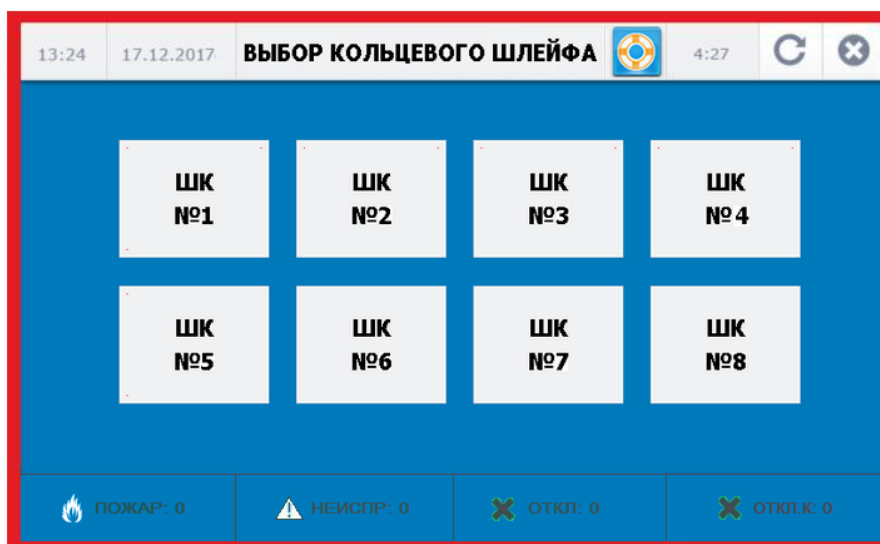 13:24 17.12.2017 ВЫБОР КОЛЬЦЕВОГО ШЛЕЙФА 4:27
ШК ШК ШК ШК
№1 №2 №3 №4
ШК ШК ШК ШК
№5 №6 №7 №8
ПОЖАР: 0 НЕИСПР: 0 ОТКЛ: 0 ОТКЛ.К: 0